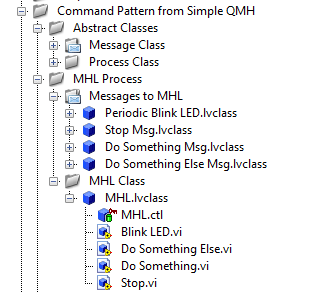 Command Pattern from Simple QMH
Abstract Classes
Message Class
Process Class
MHL Process
Messages to MHL
Periodic Blink LED.lvclass
Stop Msg.lvclass
Do Something Msg.lvclass
Do Something Else Msg.lvclass
MHL Class
MHL.lvclass
MHL.ctl
Blink LED.vi
Do Something Else.vi
Do Something.vi
Stop.vi